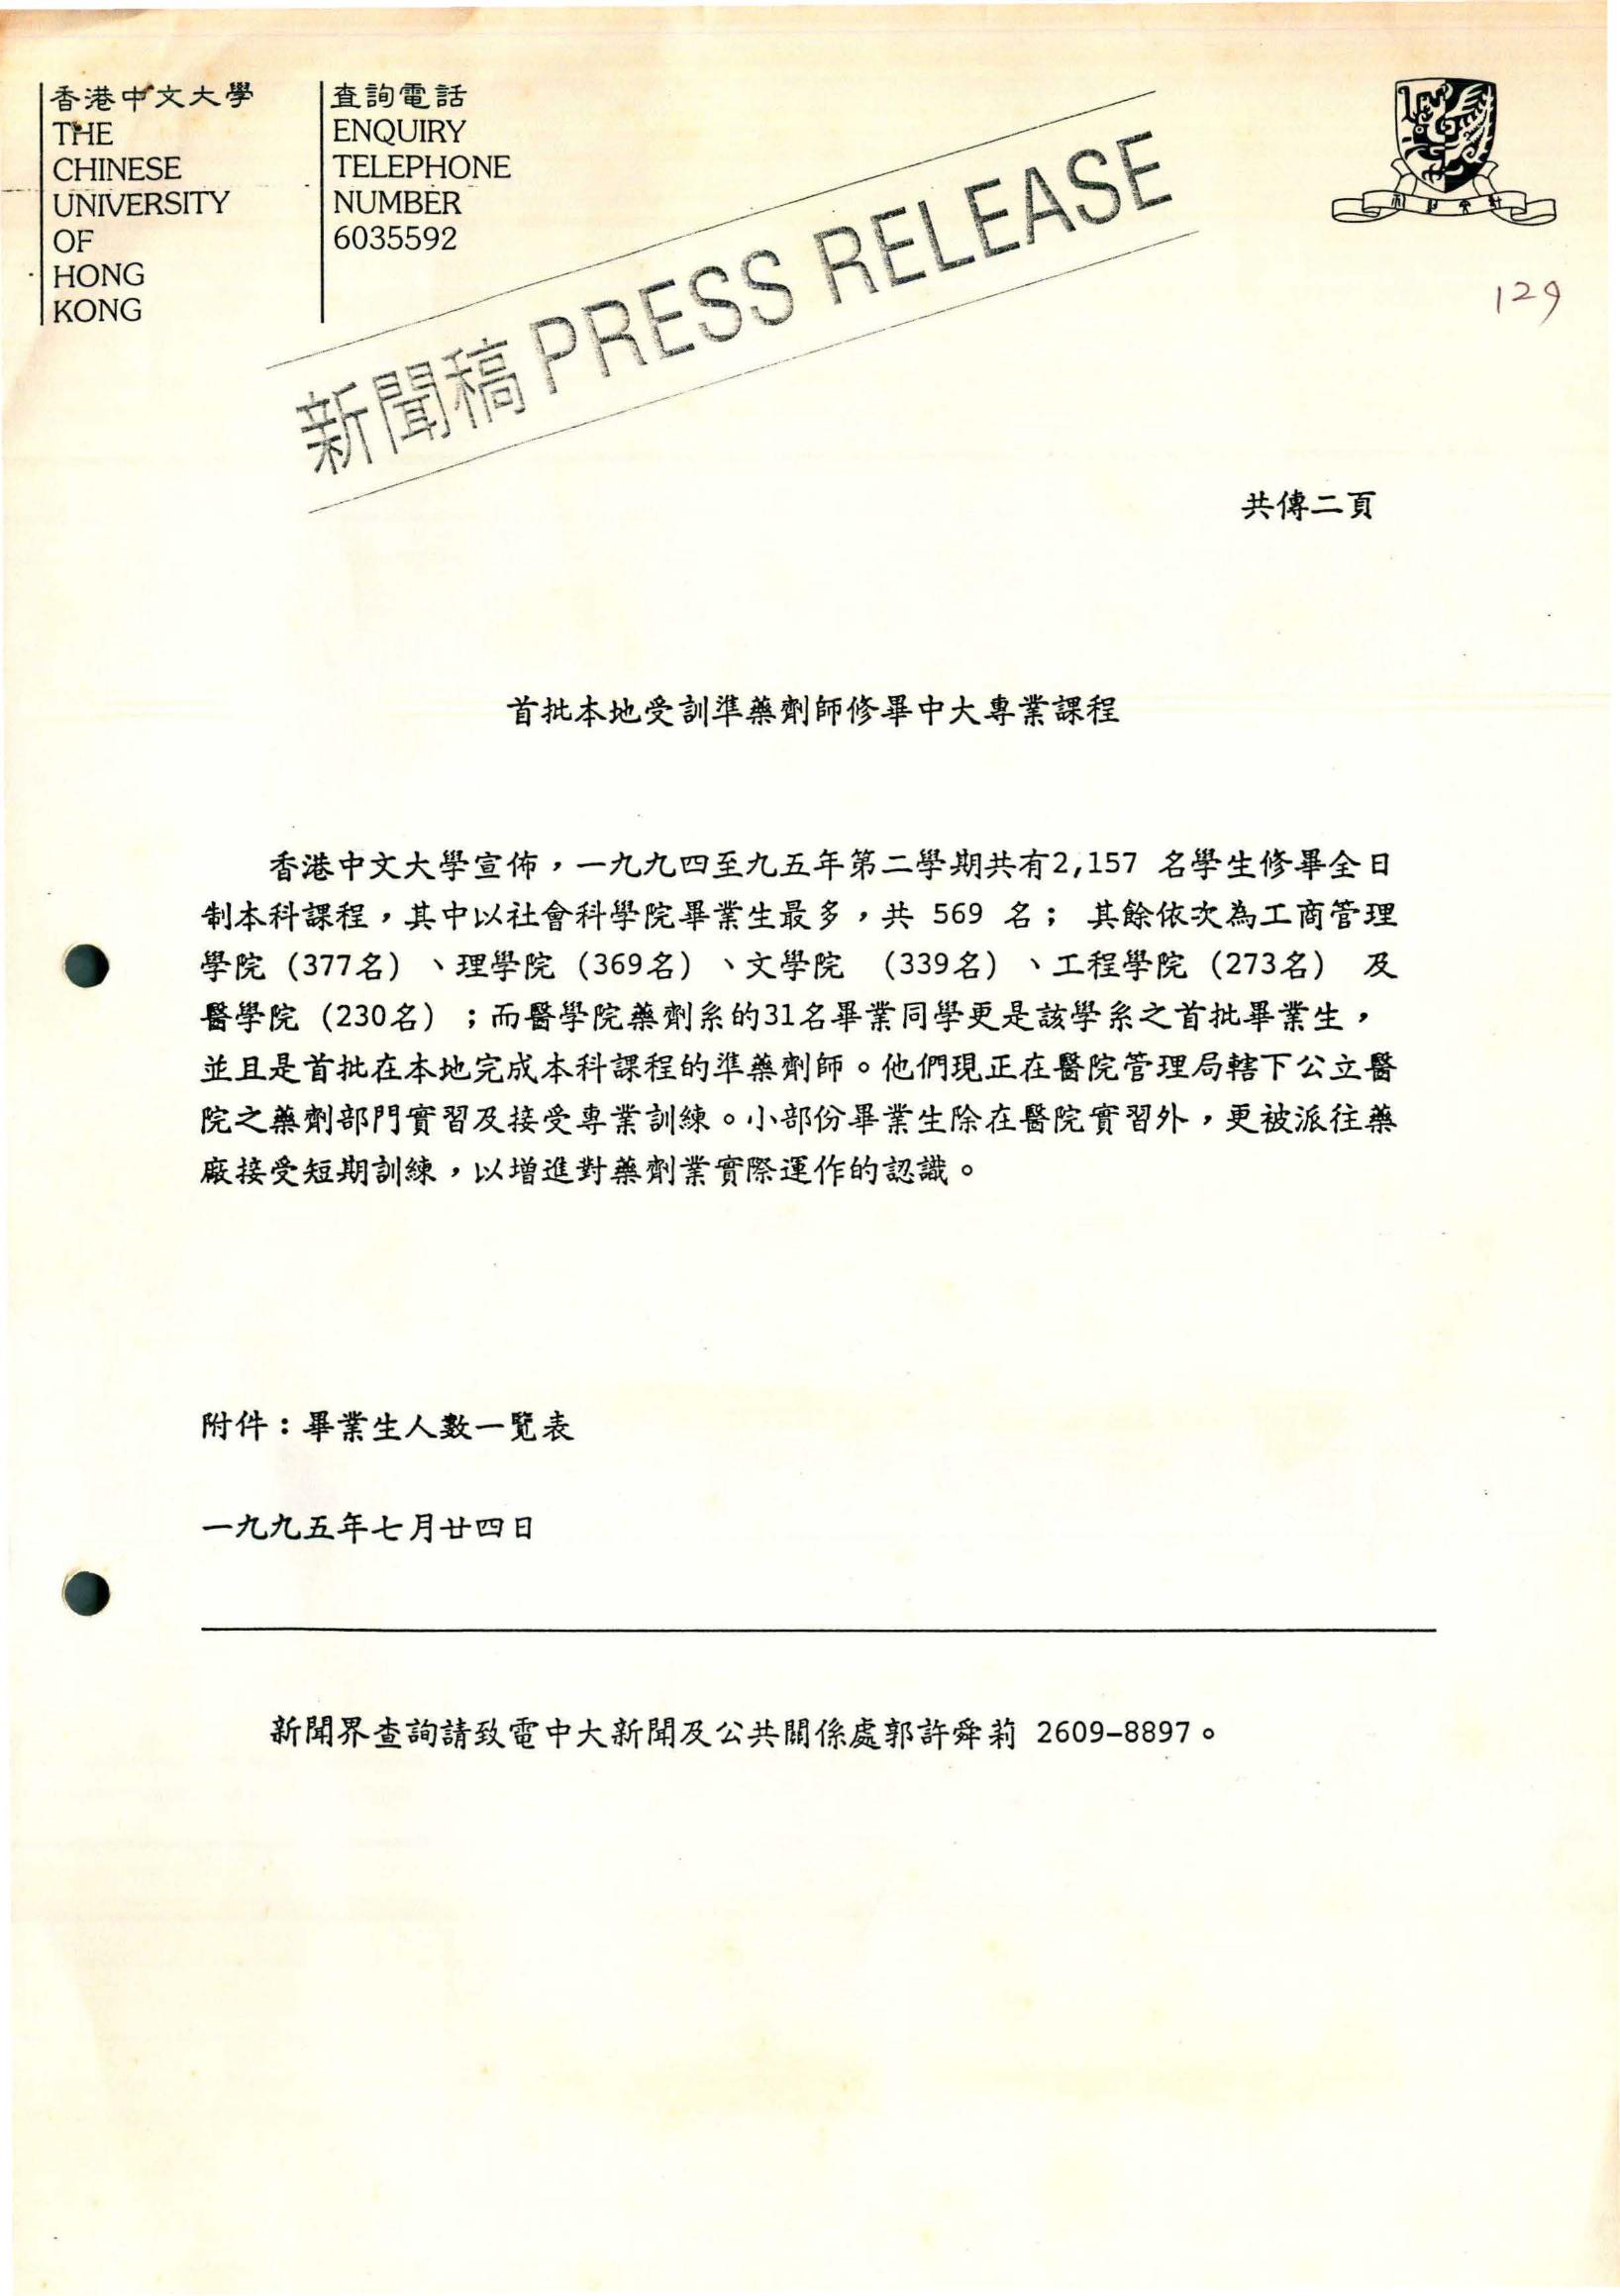 香港中文大學
THE
CHINESE
UNIVERSITY
OF
HONG
KONG
查詢電話
ENQUIRY
TELEPHONE
NUMBER
6035592
新聞稿 PRESS RELEASE
129
共傳二頁
首批本地受訓準藥劑師修畢中大專業課程
香港中文大學宣佈，一九九四至九五年第二學期共有2,157 名學生修畢全日
制本科課程，其中以社會科學院畢業生最多，共 569 名； 其餘依次為工商管理
學院 (377名) 、理學院 (369名) 、文學院 (339名) 、工程學院 (273名) 及
醫學院 (230名) ；而醫學院藥劑系的31名畢業同學更是該學系之首批畢業生，
並且是首批在本地完成本科課程的準藥劑師。他們現正在醫院管理局轄下公立醫
院之藥劑部門實習及接受專業訓練。小部份畢業生除在醫院實習外，更被派往藥
廠接受短期訓練，以增進對藥劑業實際運作的認識。
附件：畢業生人數一覽表
一九九五年七月廿四日
新聞界查詢請致電中大新聞及公共關係處郭許舜莉 2609-8897。